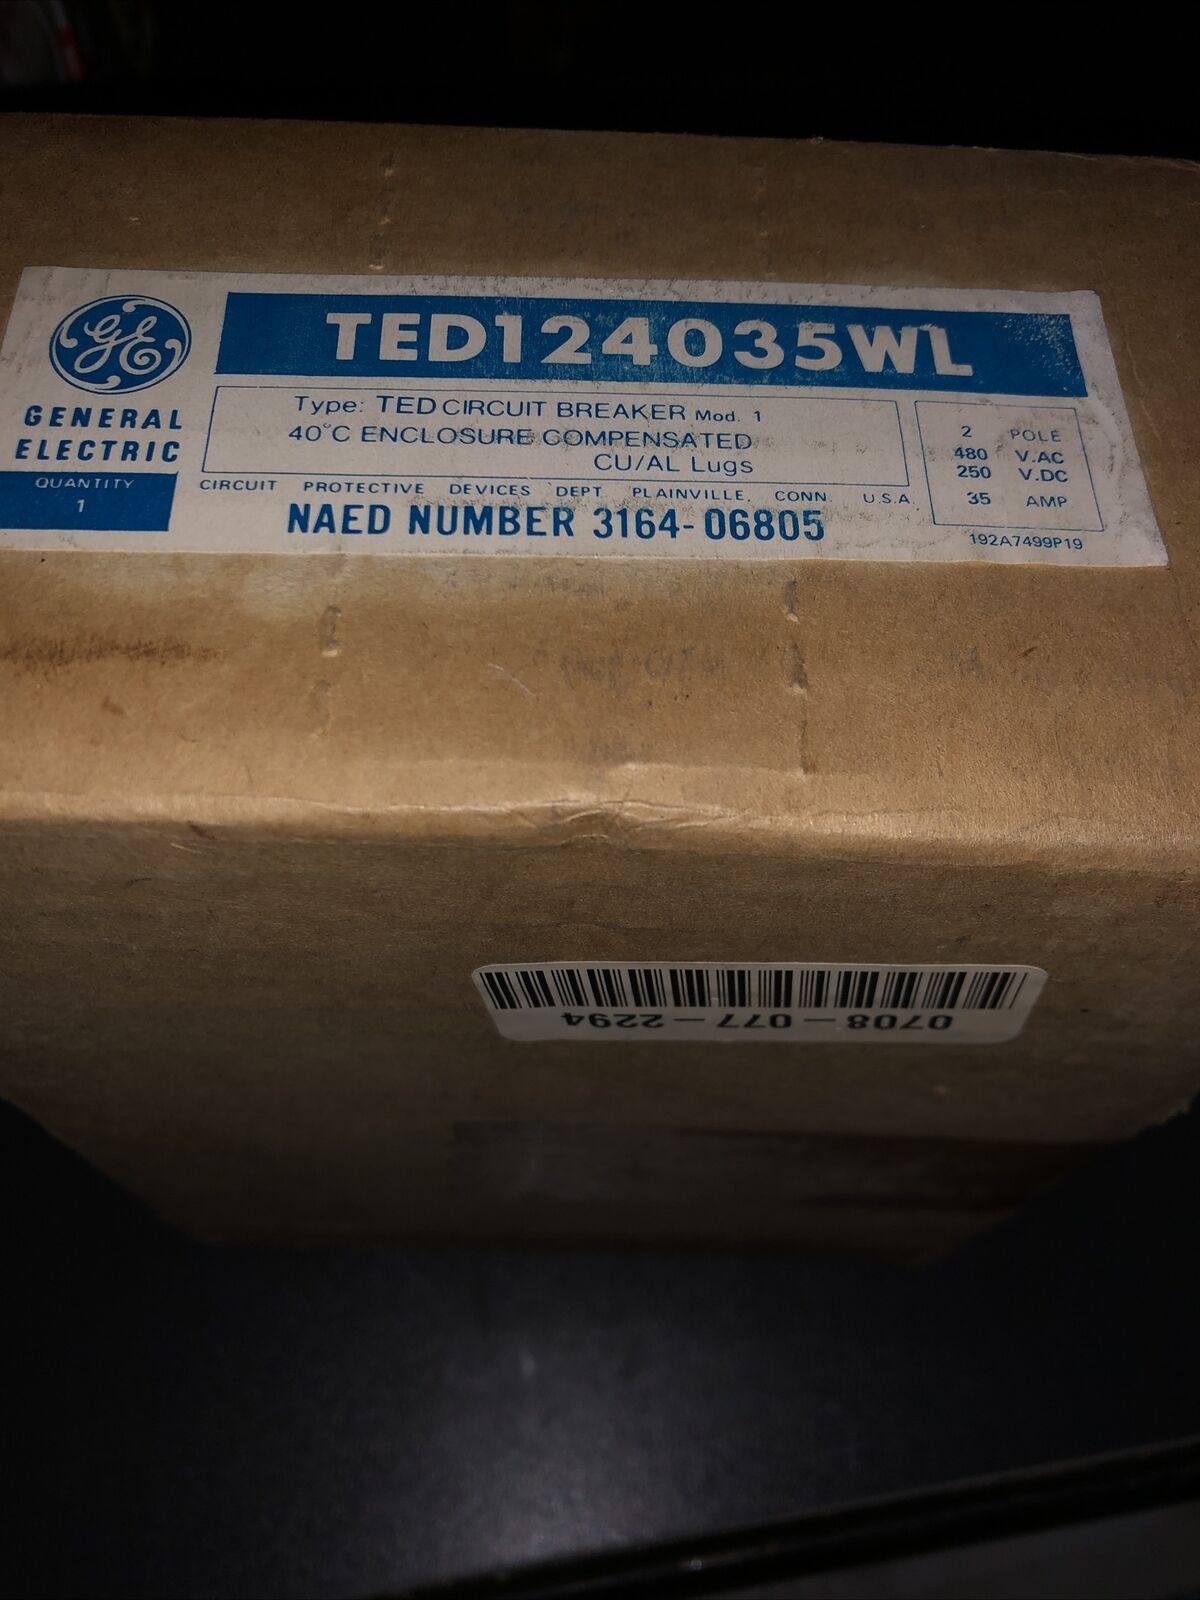 TED124035WL
GE
GENERAL
ELECTRIC
QUANTITY
1
Type: TED CIRCUIT BREAKER Mod. 1
40°C ENCLOSURE COMPENSATED
CU/AL Lugs
2 POLE
480 V.AC
250 V.DC
35 AMP
CIRCUIT PROTECTIVE DEVICES DEPT. PLAINVILLE, CONN. U.S.A.
NAED NUMBER 3164-06805
192A7499P19
0708-077-2294